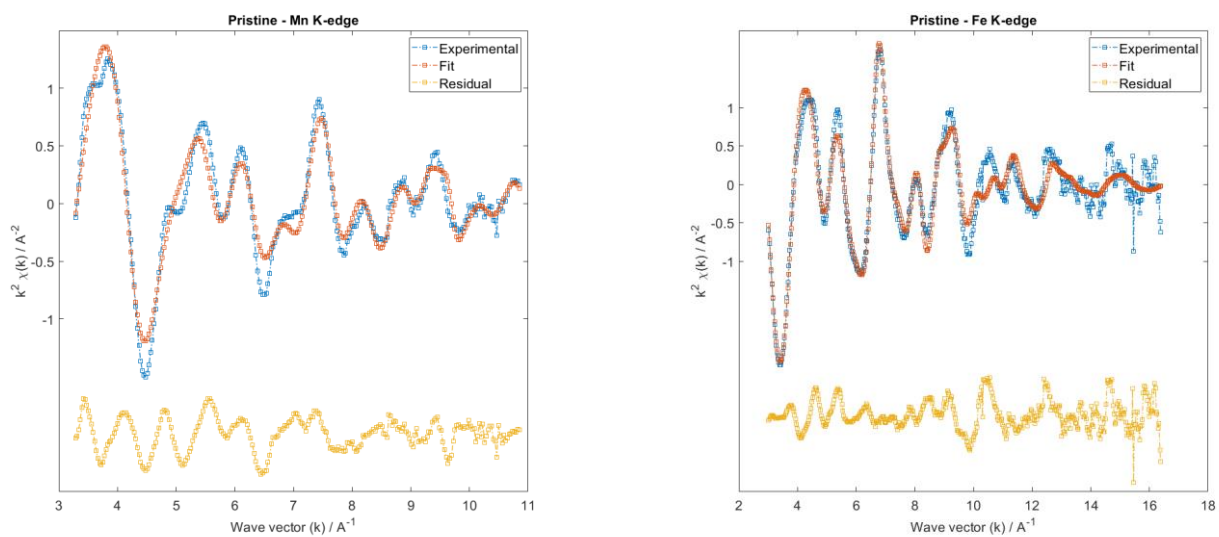 Pristine - Mn K-edge
Experimental
Fit
Residual
1
0.5
0
-0.5
-1
k² χ(k) / A⁻²
3 4 5 6 7 8 9 10 11
Wave vector (k) / A⁻¹
Pristine - Fe K-edge
Experimental
Fit
Residual
1
0.5
0
-0.5
-1
k² χ(k) / A⁻²
2 4 6 8 10 12 14 16 18
Wave vector (k) / A⁻¹